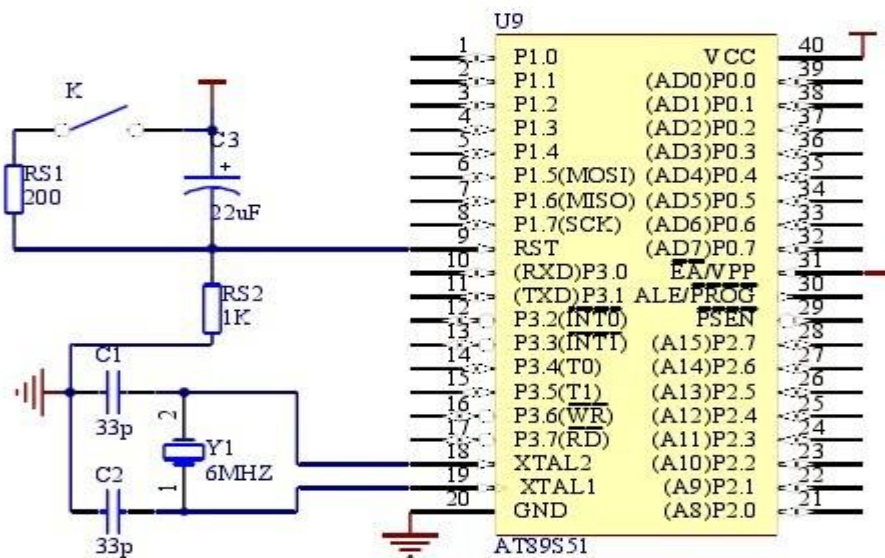 U9
1 P1.0 VCC 40
2 P1.1 (AD0)P0.0 39
3 P1.2 (AD1)P0.1 38
4 P1.3 (AD2)P0.2 37
5 P1.4 (AD3)P0.3 36
6 P1.5(MOSI) (AD4)P0.4 35
7 P1.6(MISO) (AD5)P0.5 34
8 P1.7(SCK) (AD6)P0.6 33
9 RST (AD7)P0.7 32
10 (RXD)P3.0 EA/VPP 31
11 (TXD)P3.1 ALE/PROG 30
12 P3.2(INT0) PSEN 29
13 P3.3(INT1) (A15)P2.7 28
14 P3.4(T0) (A14)P2.6 27
15 P3.5(T1) (A13)P2.5 26
16 P3.6(WR) (A12)P2.4 25
17 P3.7(RD) (A11)P2.3 24
18 XTAL2 (A10)P2.2 23
19 XTAL1 (A9)P2.1 22
20 GND (A8)P2.0 21
AT89S51
K
C3
+
22uF
RS1
200
RS2
1K
C1
33p
2
Y1
6MHZ
1
C2
33p